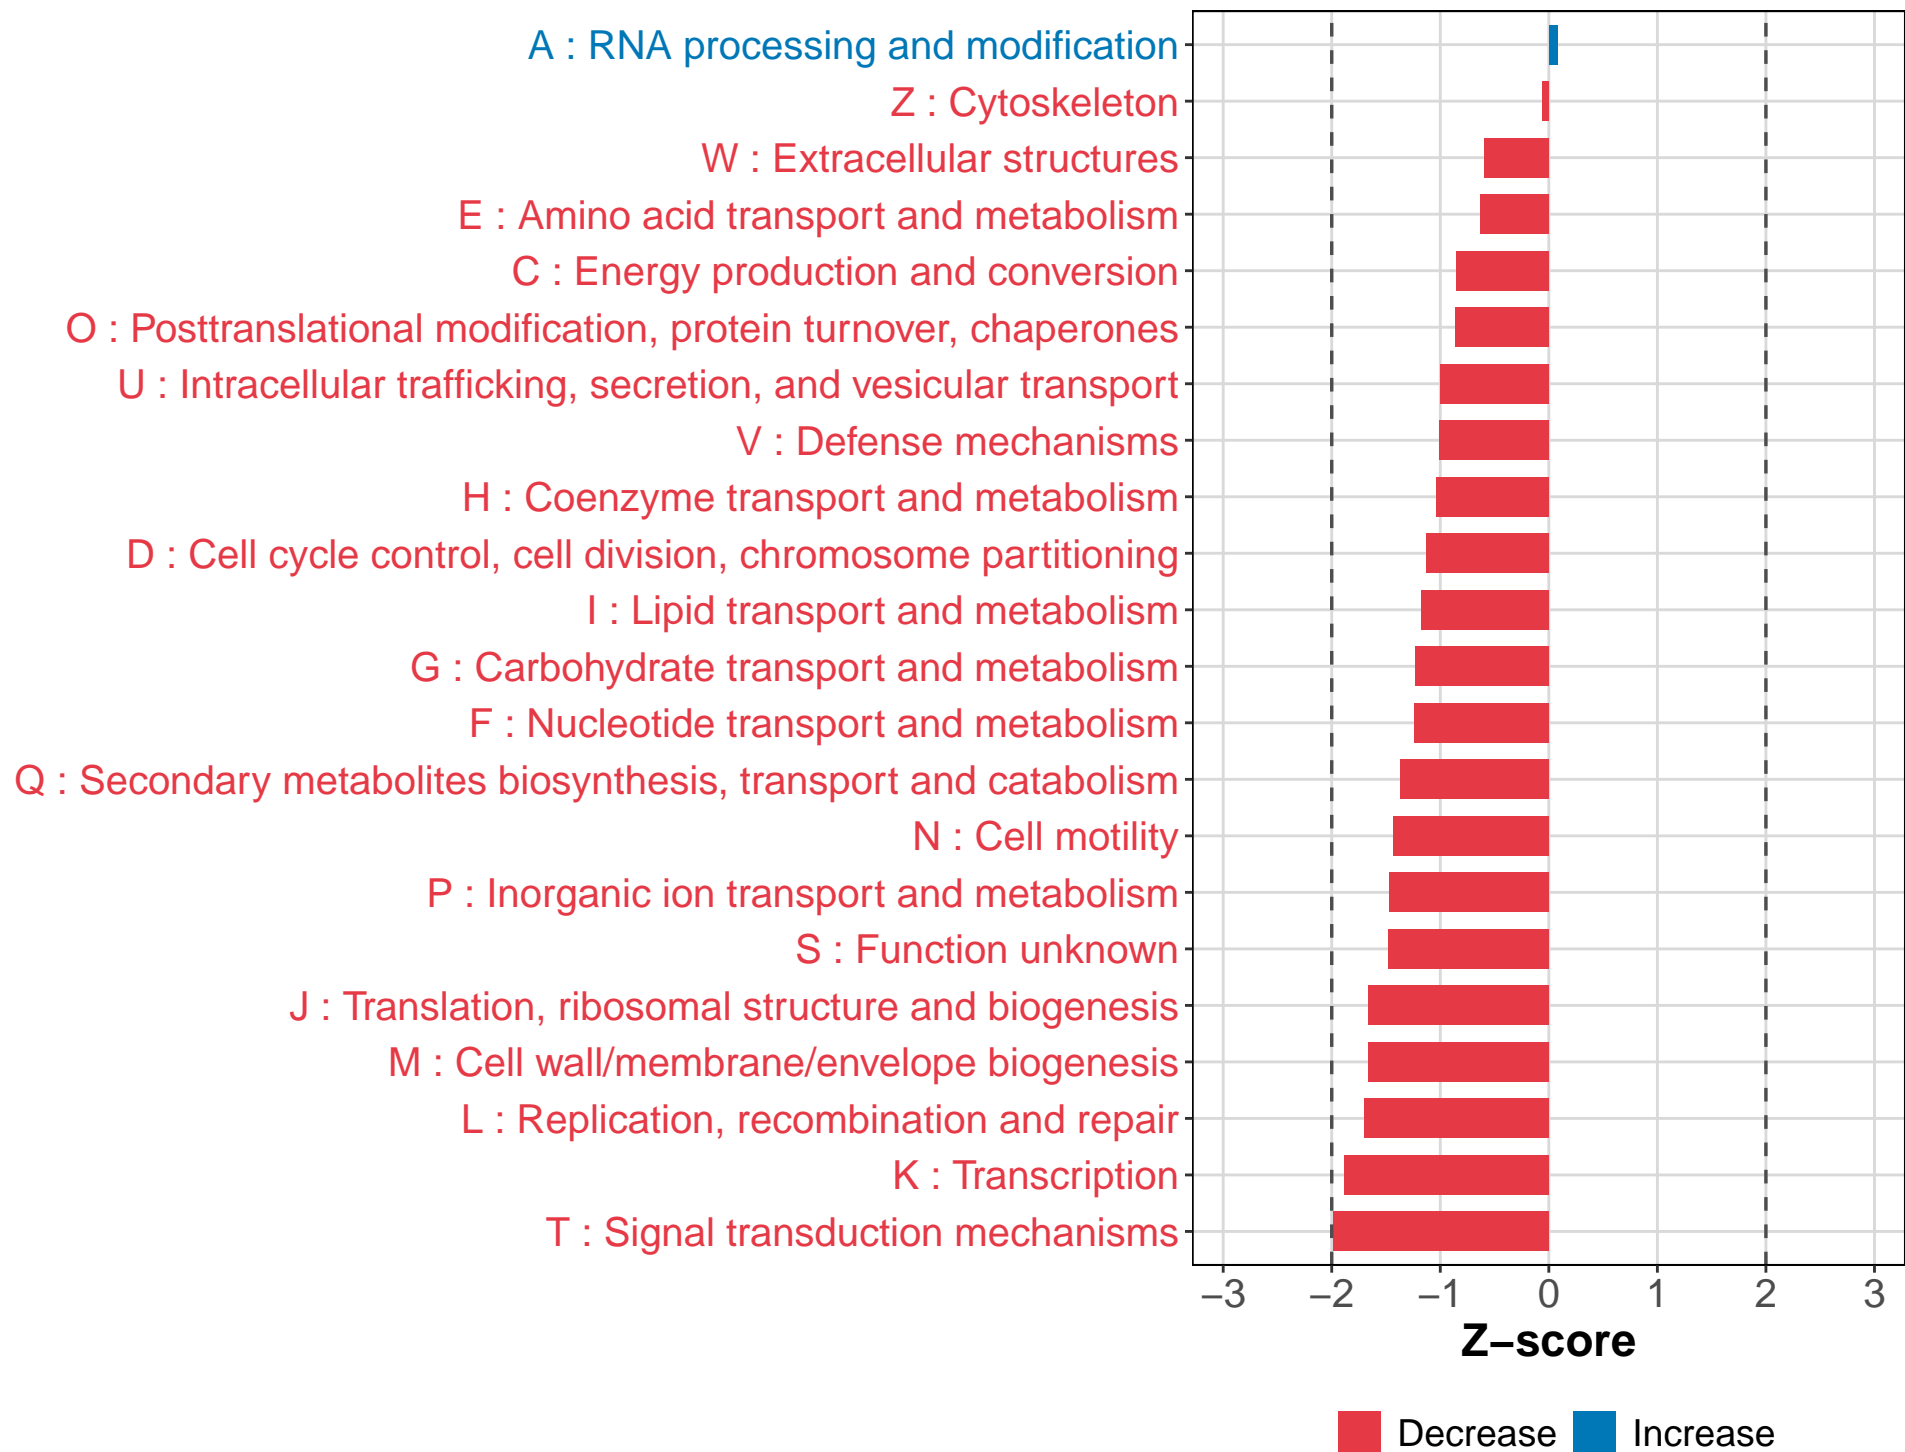 A : RNA processing and modification
Z : Cytoskeleton
W : Extracellular structures
E : Amino acid transport and metabolism
C : Energy production and conversion
O : Posttranslational modification, protein turnover, chaperones
U : Intracellular trafficking, secretion, and vesicular transport
V : Defense mechanisms
H : Coenzyme transport and metabolism
D : Cell cycle control, cell division, chromosome partitioning
I : Lipid transport and metabolism
G : Carbohydrate transport and metabolism
F : Nucleotide transport and metabolism
Q : Secondary metabolites biosynthesis, transport and catabolism
N : Cell motility
P : Inorganic ion transport and metabolism
S : Function unknown
J : Translation, ribosomal structure and biogenesis
M : Cell wall/membrane/envelope biogenesis
L : Replication, recombination and repair
K : Transcription
T : Signal transduction mechanisms
−3 −2 −1 0 1 2 3
Z−score
Decrease Increase